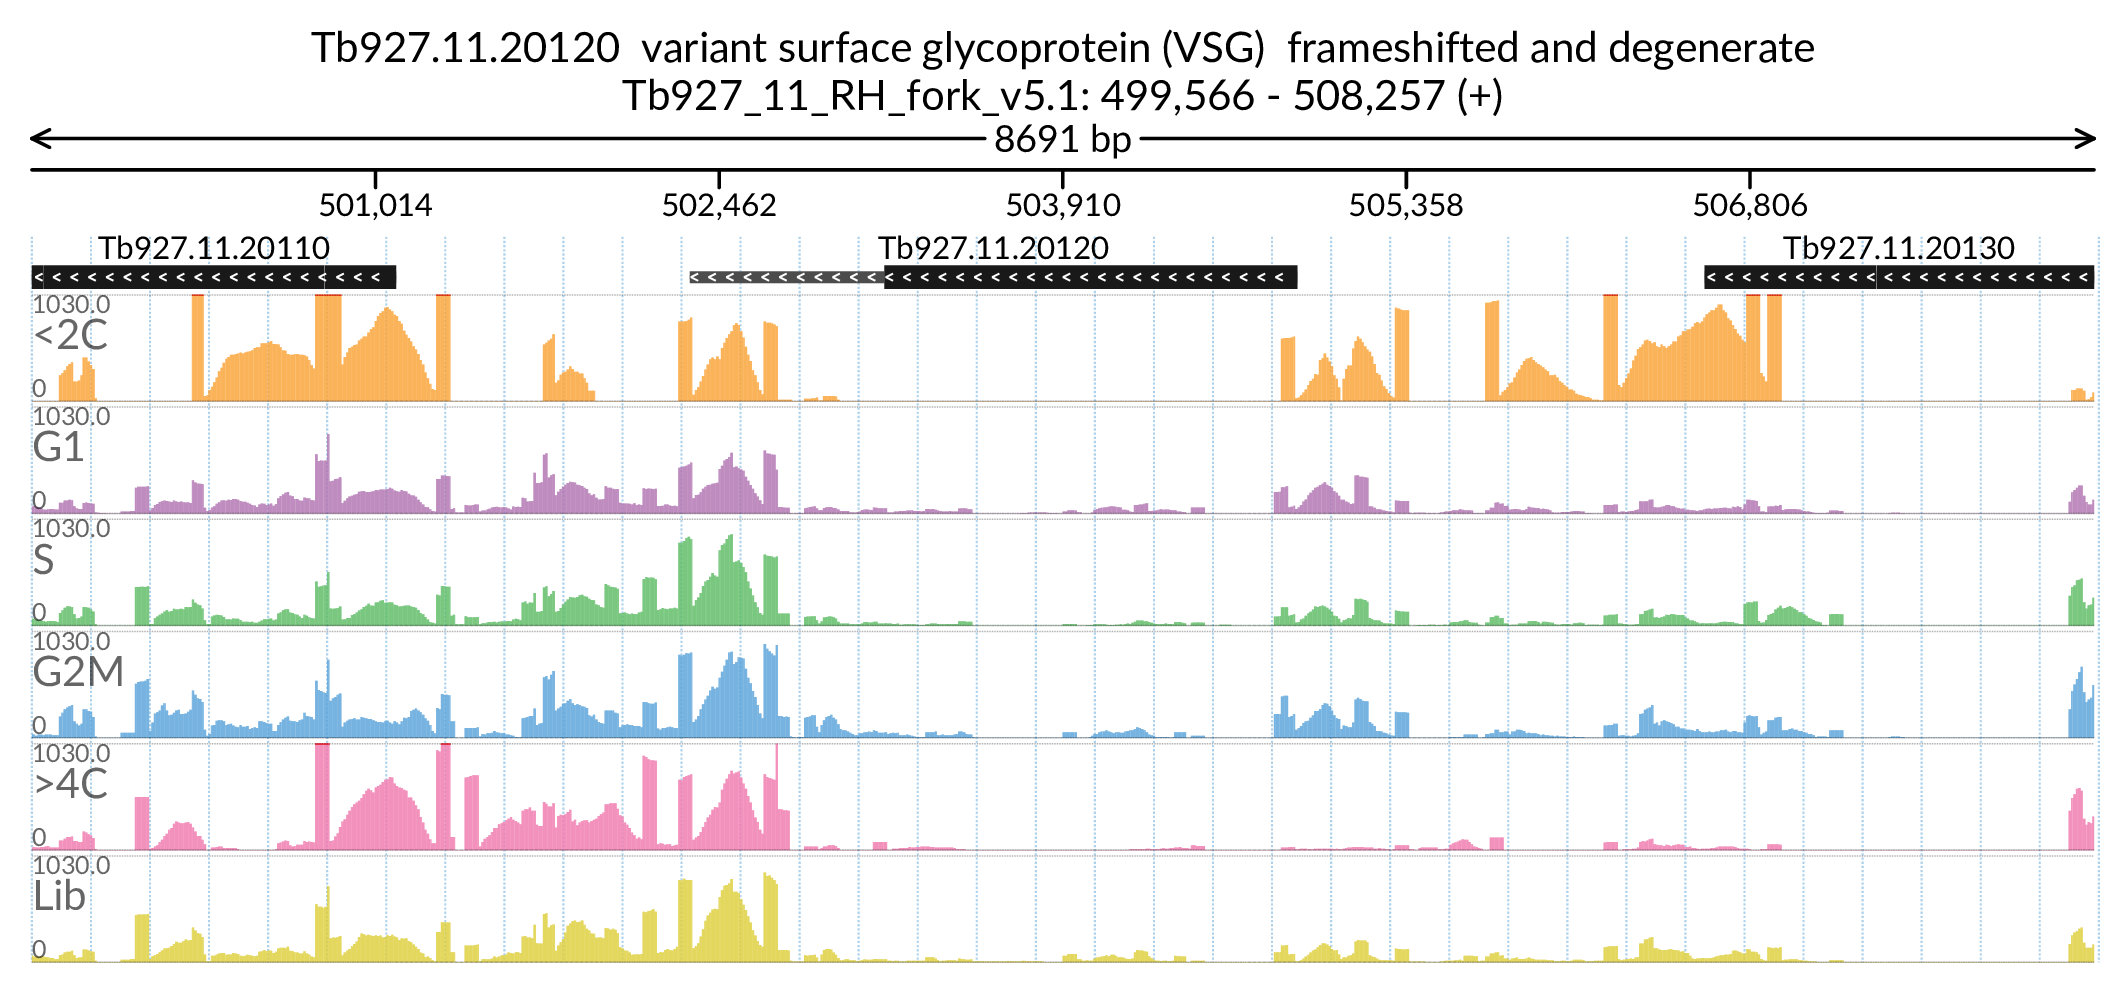 Tb927.11.20120  variant surface glycoprotein (VSG)  frameshifted and degenerate
Tb927_11_RH_fork_v5.1: 499,566 - 508,257 (+)
8691 bp
501,014 502,462 503,910 505,358 506,806
Tb927.11.20110 Tb927.11.20120 Tb927.11.20130
1030.0
<2C
0
1030.0
G1
0
1030.0
S
0
1030.0
G2M
0
1030.0
>4C
0
1030.0
Lib
0